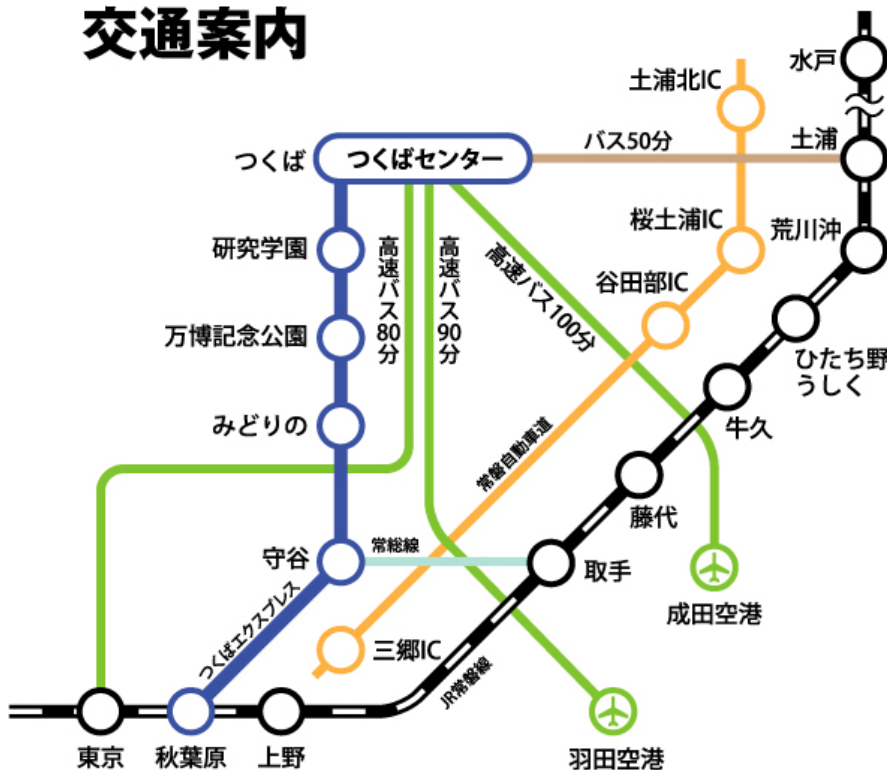 交通案内
水戸
土浦北IC
つくば
つくばセンター
バス50分
土浦
桜土浦IC
荒川沖
研究学園
高速バス80分
高速バス90分
高速バス100分
谷田部IC
万博記念公園
ひたち野
うしく
みどりの
牛久
常磐自動車道
藤代
守谷
常総線
取手
成田空港
つくばエクスプレス
三郷IC
JR常磐線
東京
秋葉原
上野
羽田空港